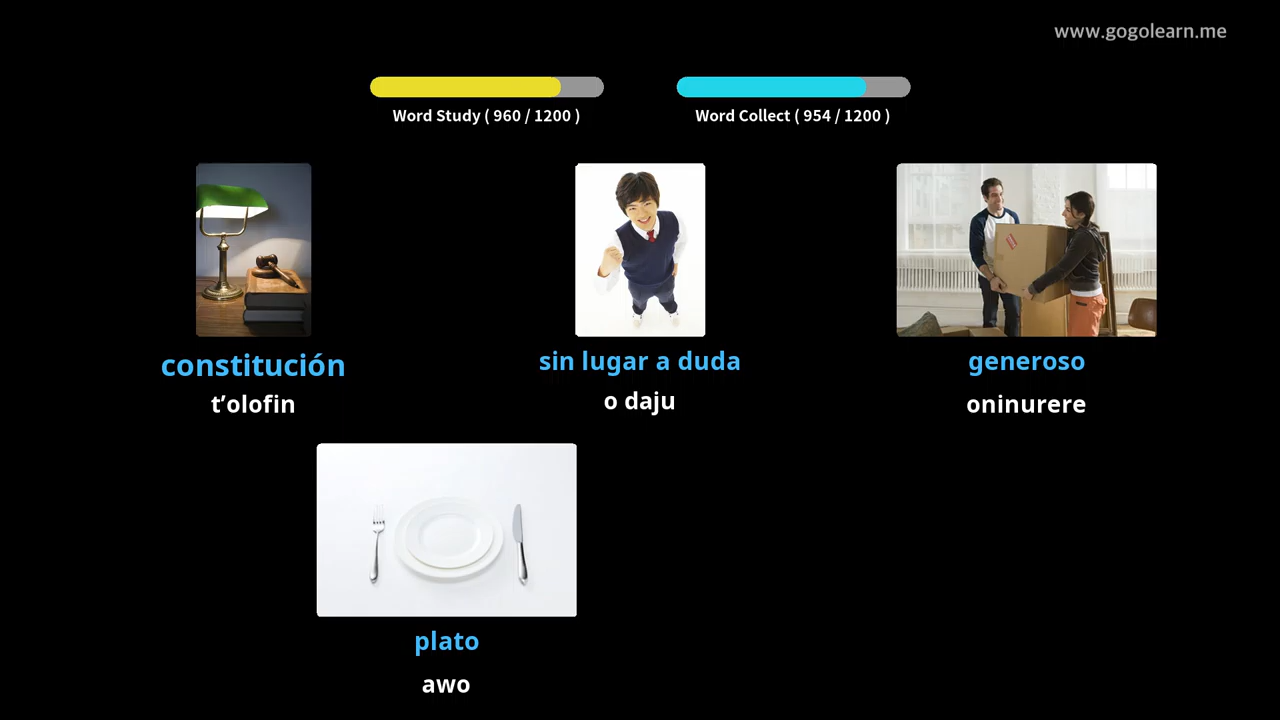 www.gogolearn.me
Word Study ( 960 / 1200 )
Word Collect ( 954 / 1200 )
constitución
t’olofin
sin lugar a duda
o daju
generoso
oninurere
plato
awo